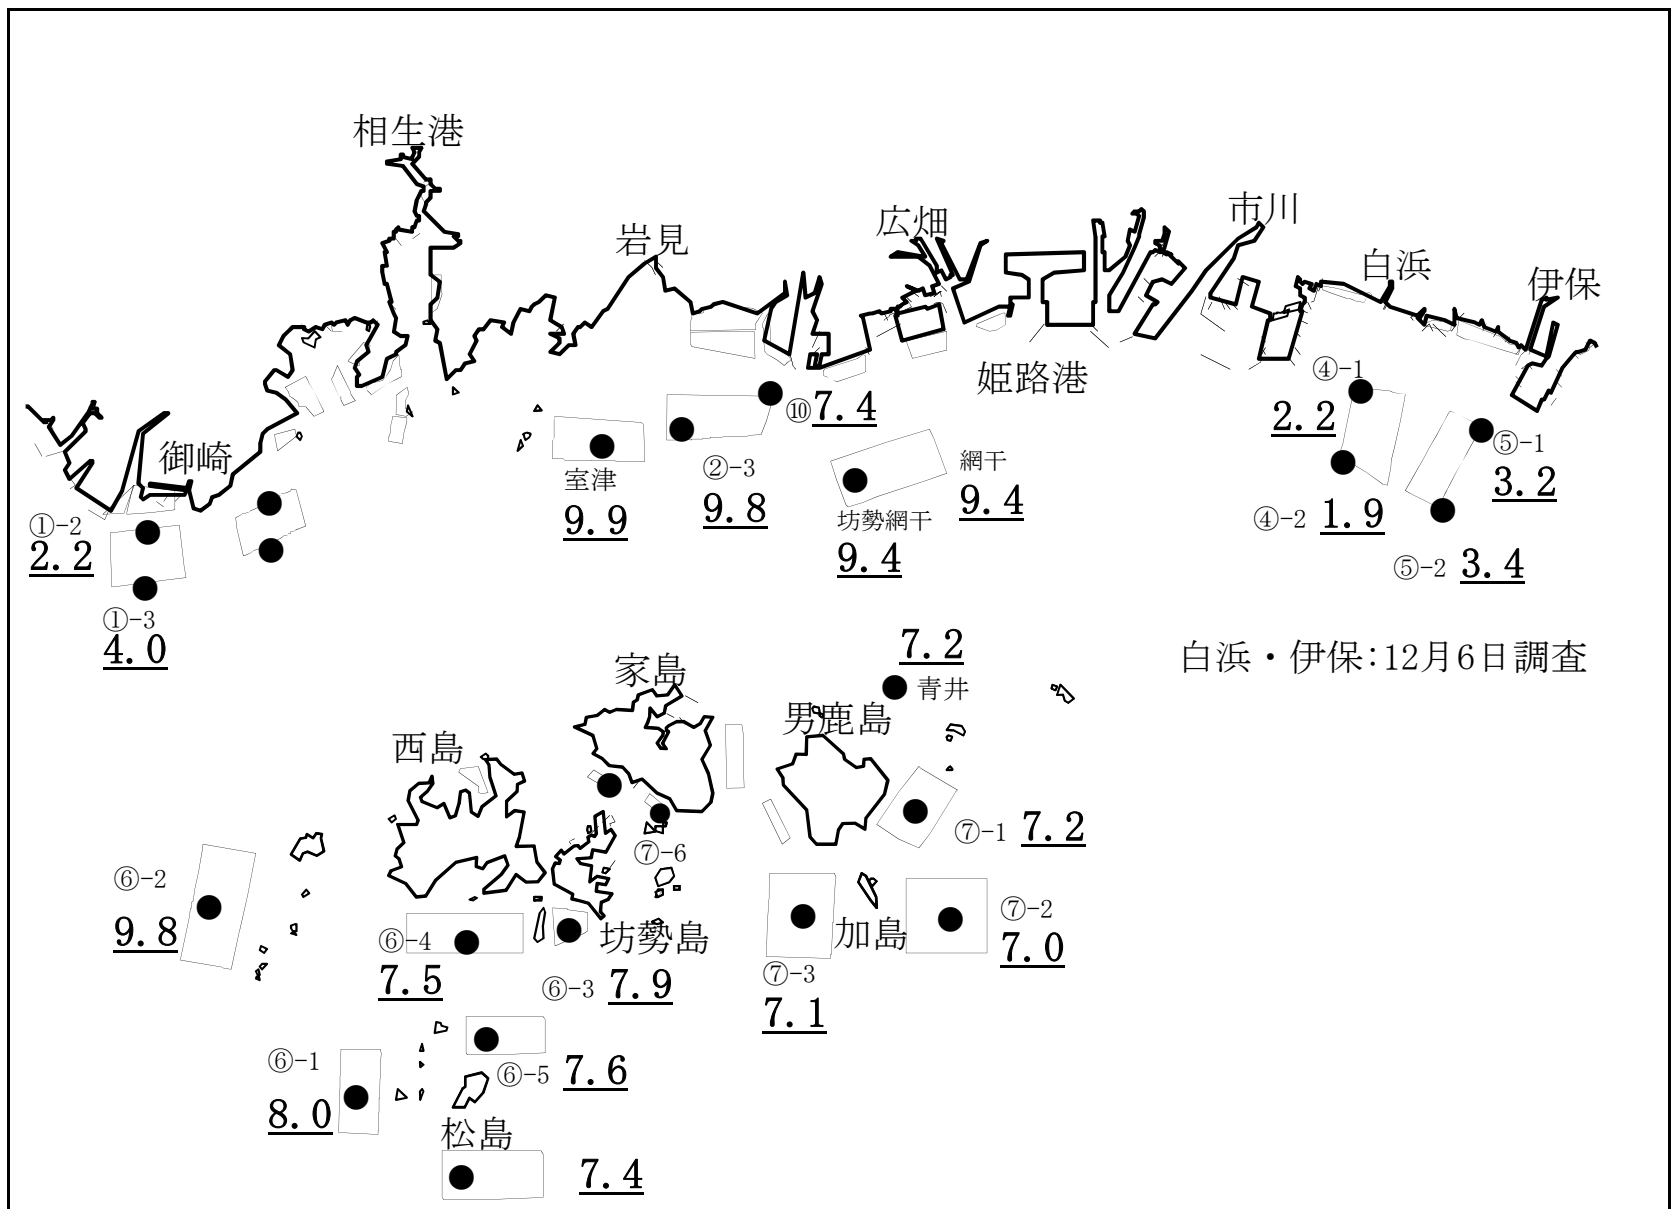 相生港
市川
広畑
岩見
白浜
伊保
④-1
姫路港
⑩7.4
2.2
⑤-1
御崎
②-3
網干
室津
3.2
9.8
9.4
9.9
坊勢網干
④-2 1.9
①-2
2.2
9.4
⑤-2 3.4
①-3
4.0
7.2
白浜・伊保:12月6日調査
家島
青井
男鹿島
西島
⑦-1 7.2
⑦-6
⑥-2
9.8
⑦-2
7.0
⑥-4
坊勢島
加島
7.5
⑦-3
7.1
⑥-3 7.9
⑥-1
⑥-5 7.6
8.0
松島
7.4